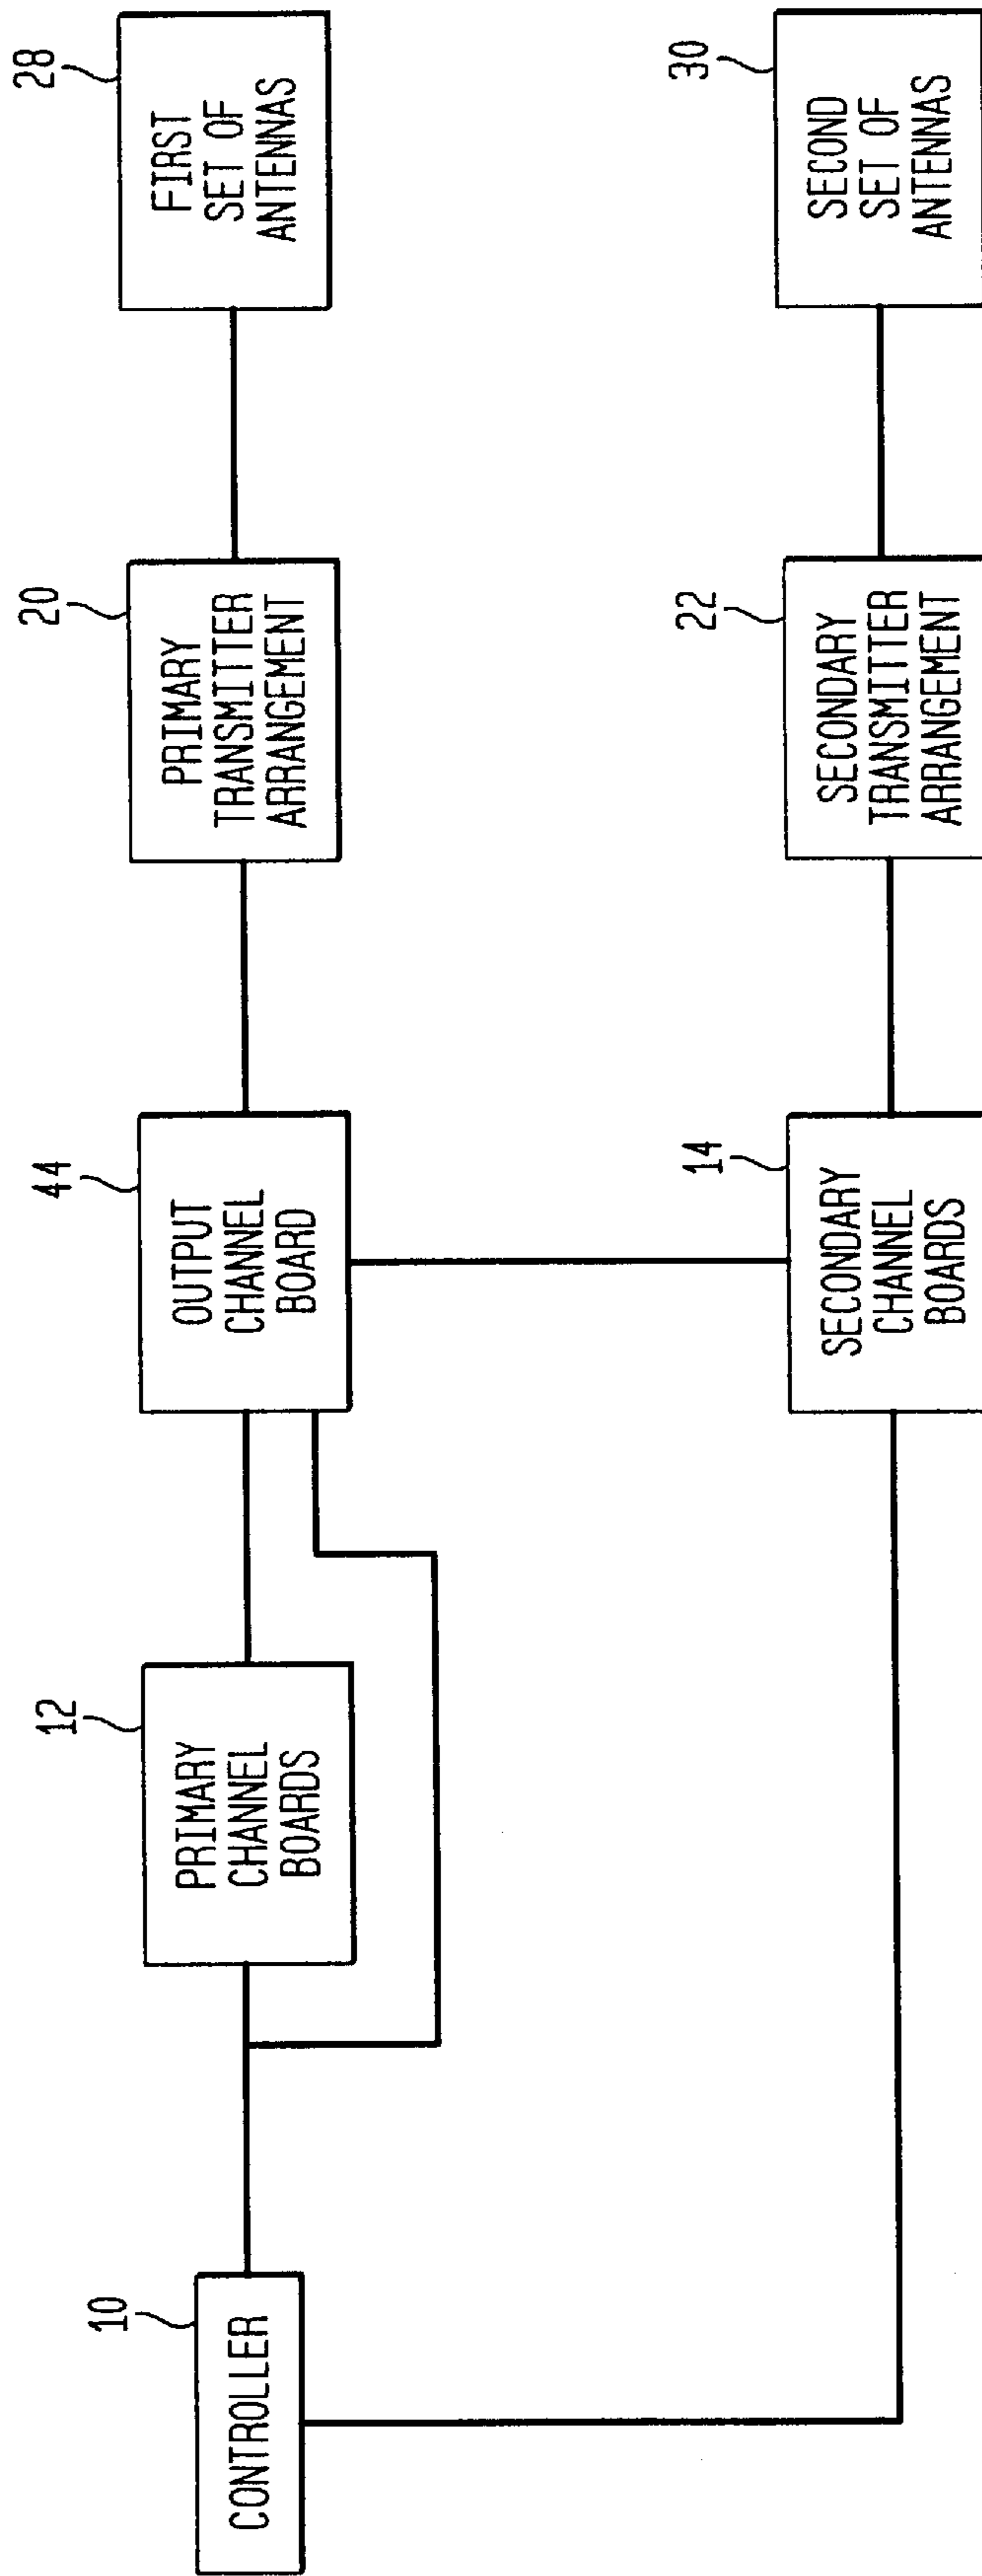 10
CONTROLLER
12
PRIMARY
CHANNEL
BOARDS
44
OUTPUT
CHANNEL
BOARD
20
PRIMARY
TRANSMITTER
ARRANGEMENT
28
FIRST
SET OF
ANTENNAS
14
SECONDARY
CHANNEL
BOARDS
22
SECONDARY
TRANSMITTER
ARRANGEMENT
30
SECOND
SET OF
ANTENNAS